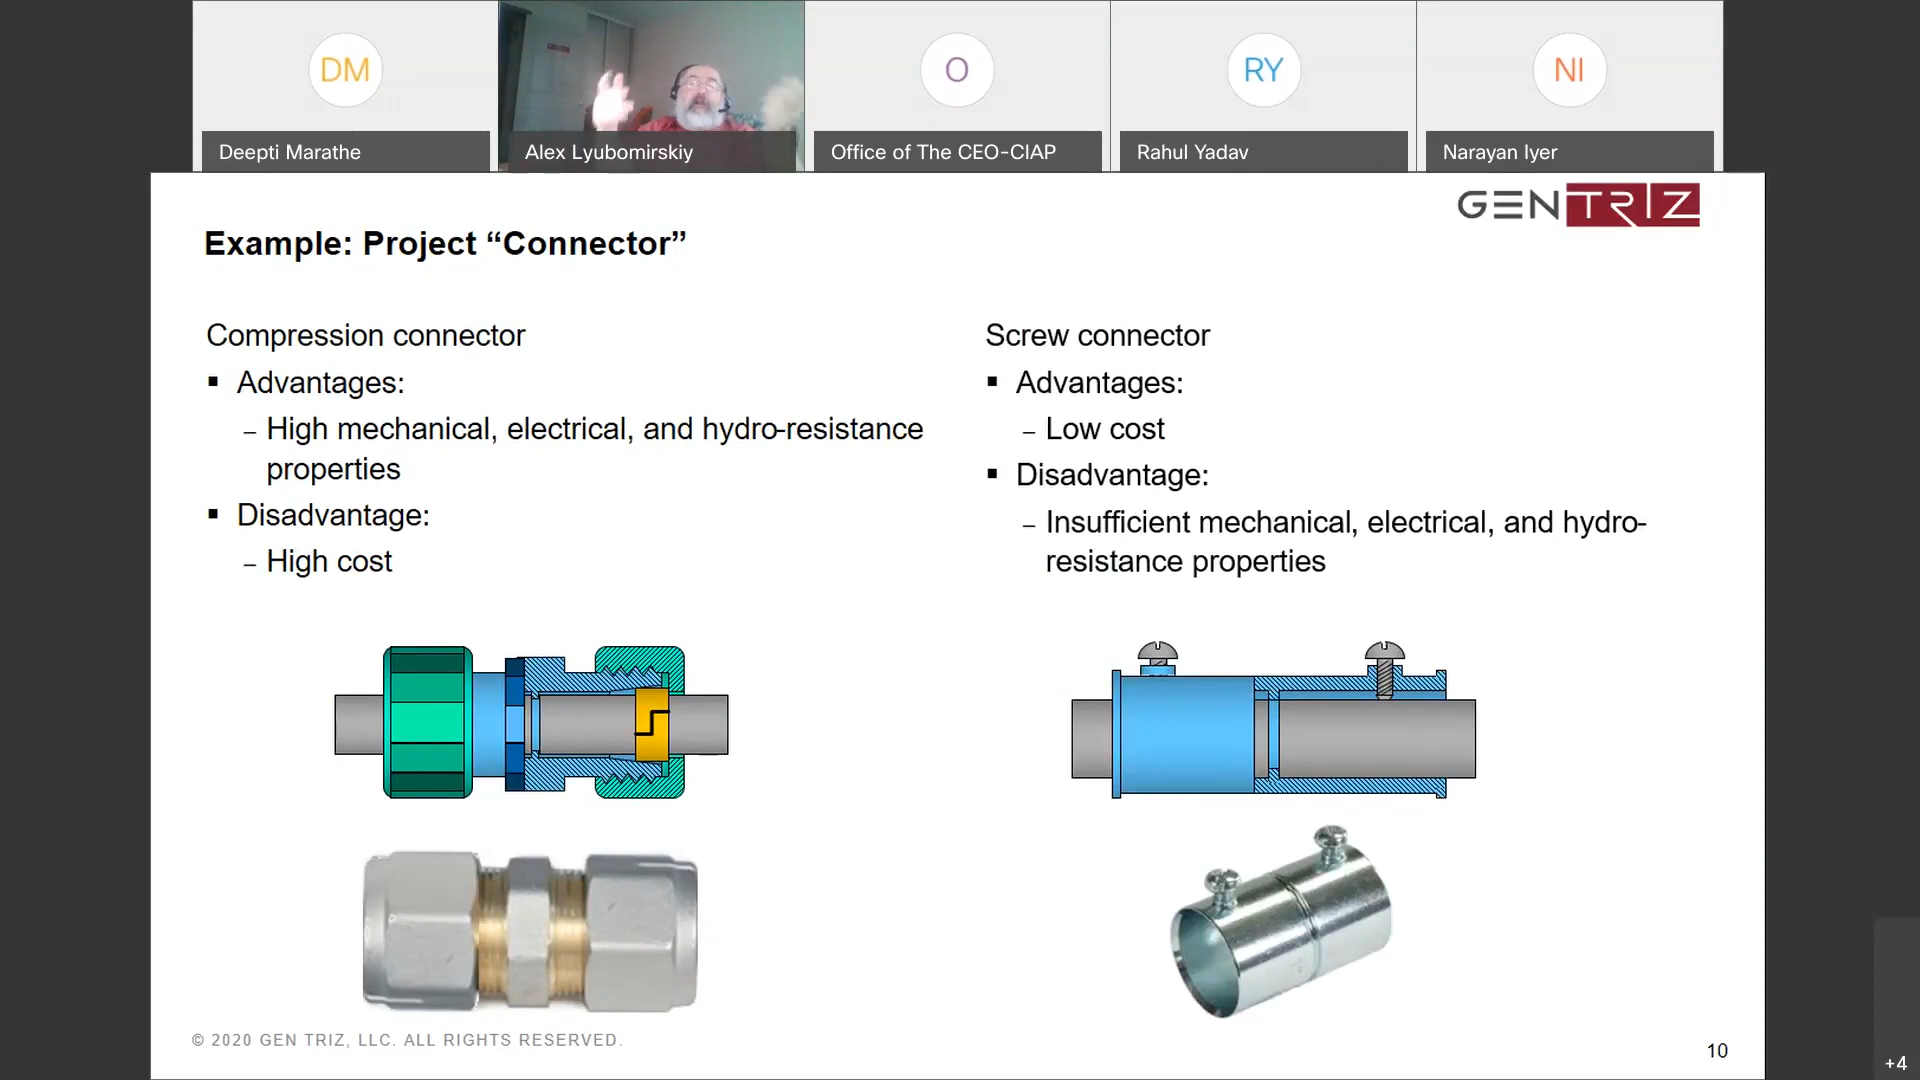 DM
O
RY
NI
Deepti Marathe
Alex Lyubomirskiy
Office of The CEO-CIAP
Rahul Yadav
Narayan Iyer
GEN TRIZ
Example: Project “Connector”
Compression connector
▪ Advantages:
– High mechanical, electrical, and hydro-resistance
properties
▪ Disadvantage:
– High cost
Screw connector
▪ Advantages:
– Low cost
▪ Disadvantage:
– Insufficient mechanical, electrical, and hydro-
resistance properties
© 2020 GEN TRIZ, LLC. ALL RIGHTS RESERVED.
10
+4